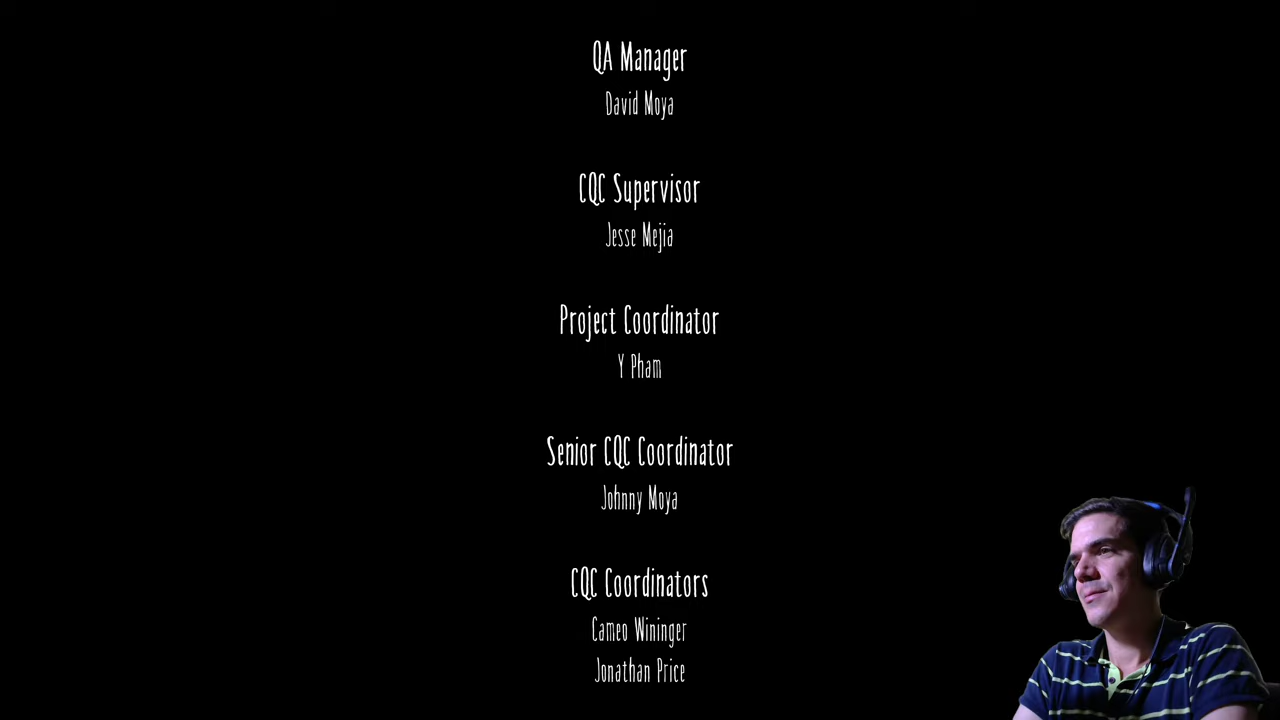 QA Manager
David Moya
CQC Supervisor
Jesse Mejia
Project Coordinator
Y Pham
Senior CQC Coordinator
Johnny Moya
CQC Coordinators
Cameo Wininger
Jonathan Price